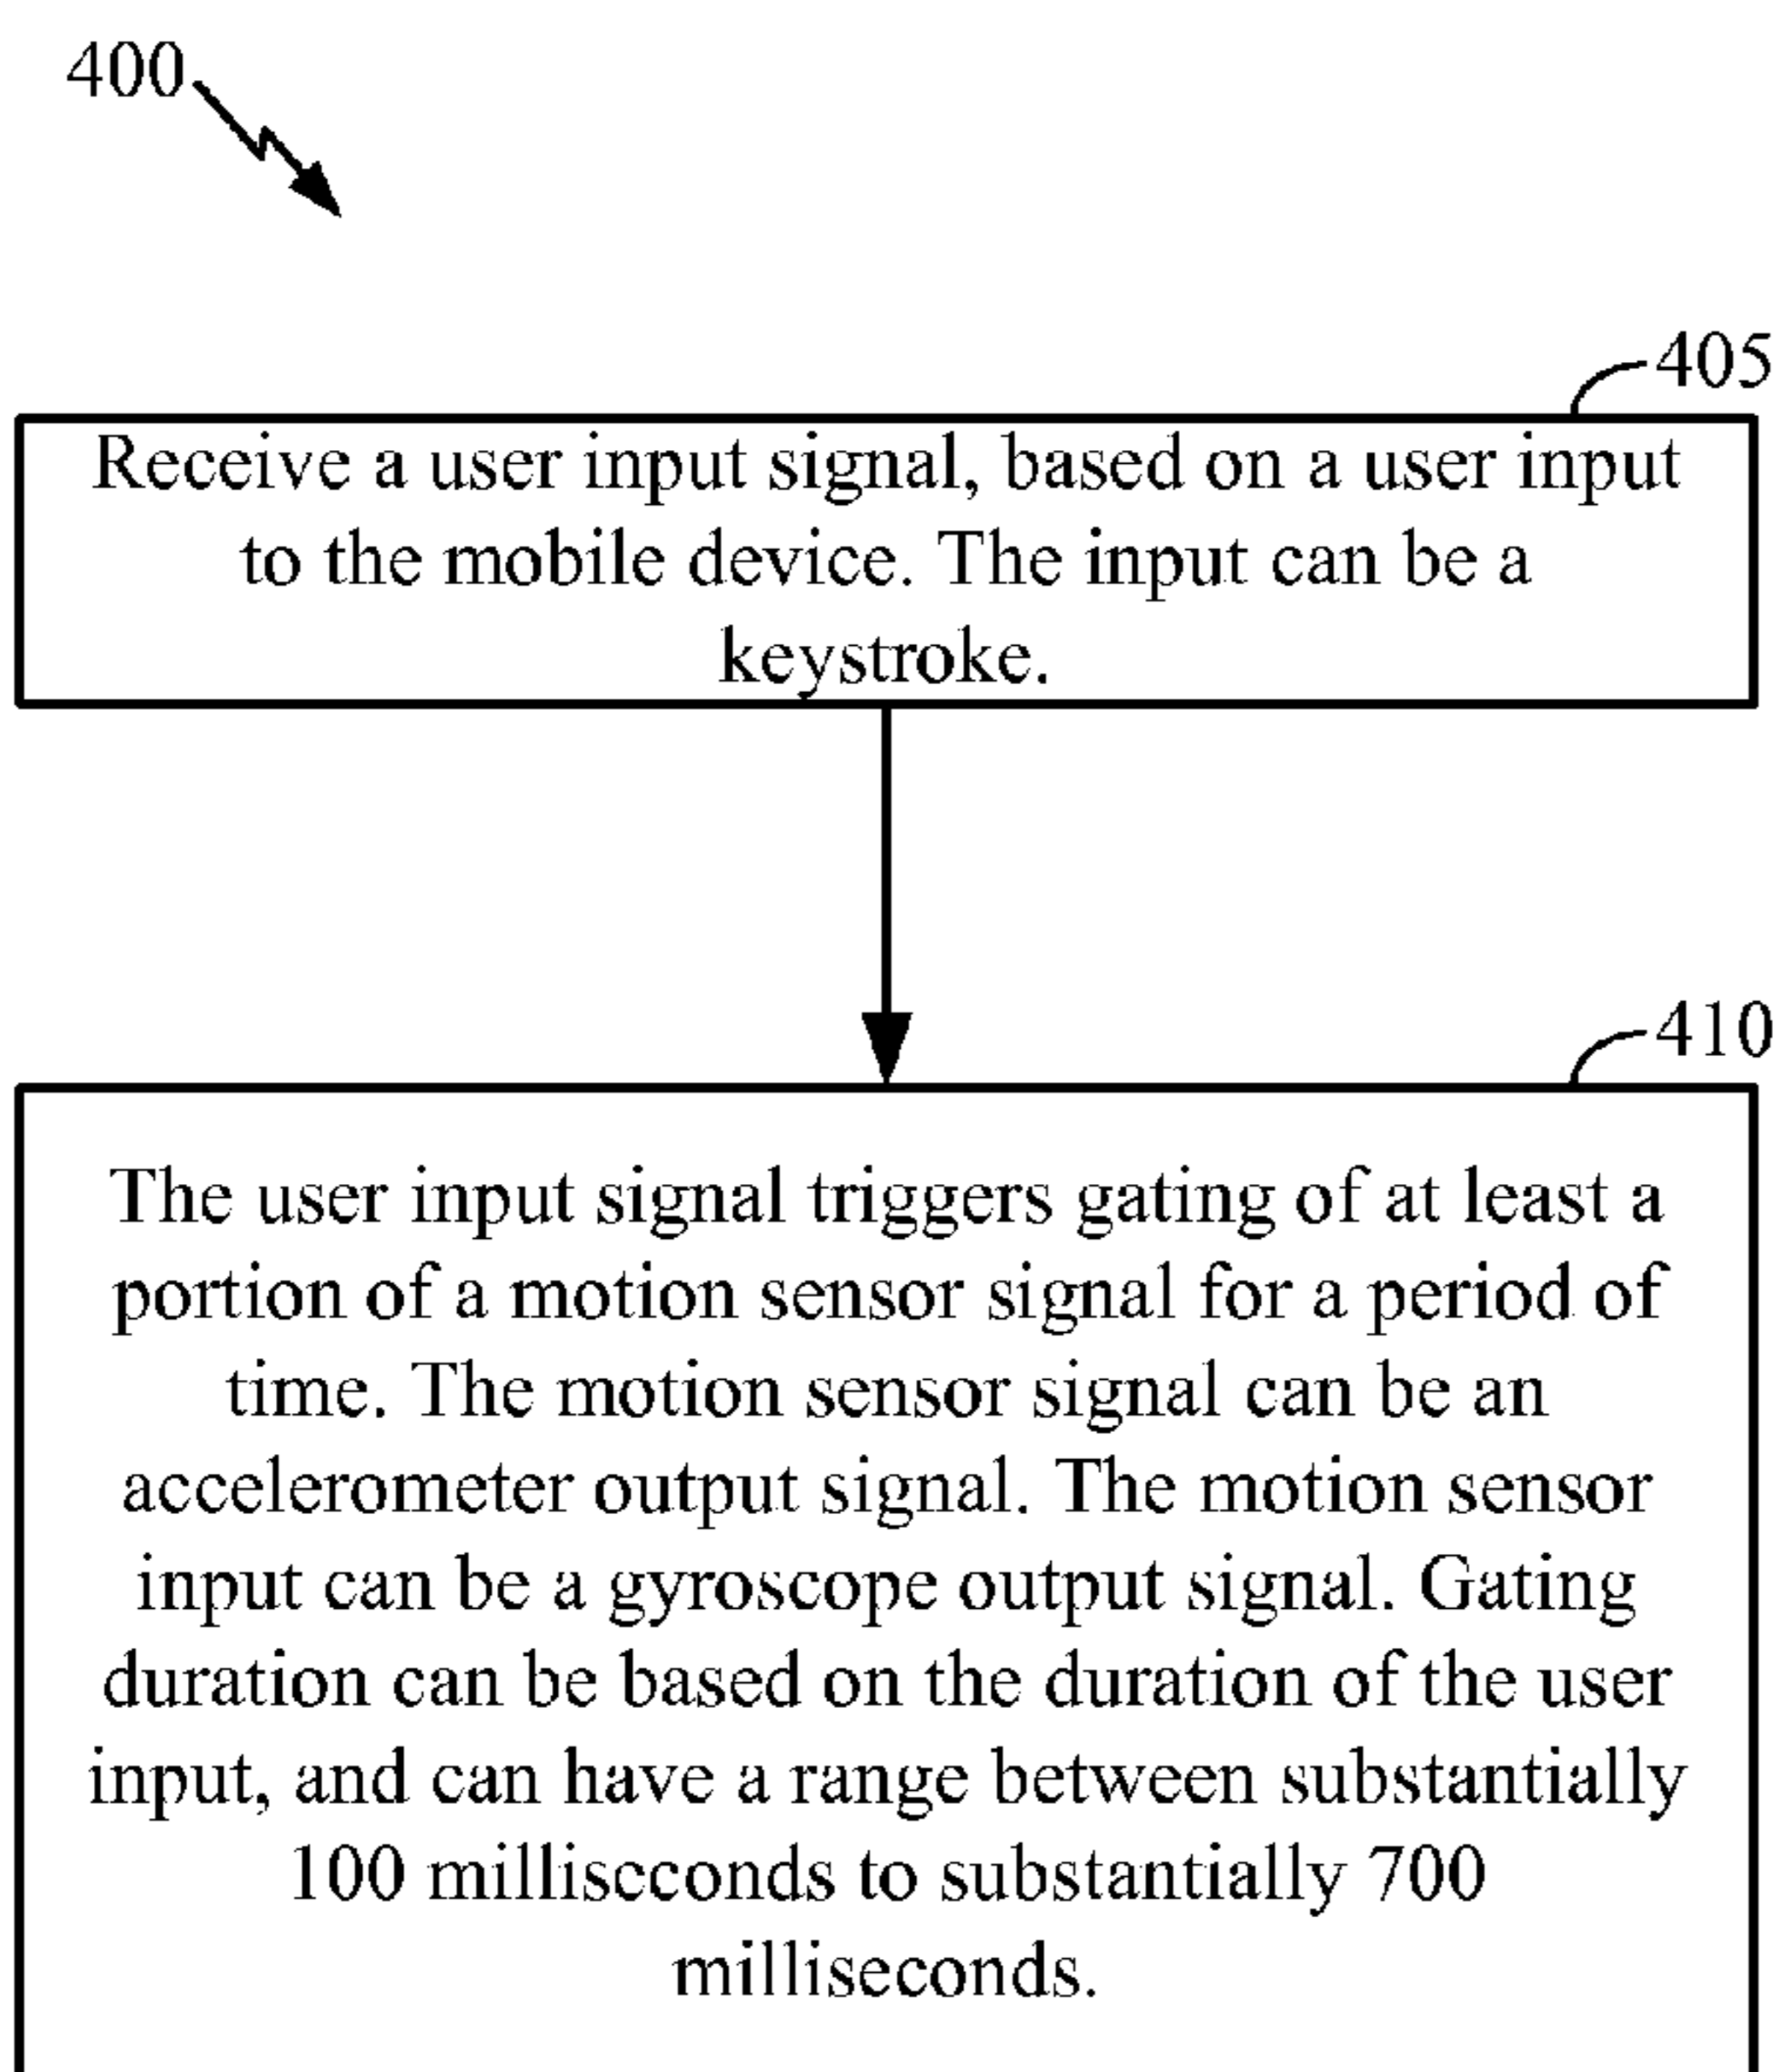 400
405
Receive a user input signal, based on a user input
to the mobile device. The input can be a
keystroke.
410
The user input signal triggers gating of at least a
portion of a motion sensor signal for a period of
time. The motion sensor signal can be an
accelerometer output signal. The motion sensor
input can be a gyroscope output signal. Gating
duration can be based on the duration of the user
input, and can have a range between substantially
100 milliseconds to substantially 700
milliseconds.